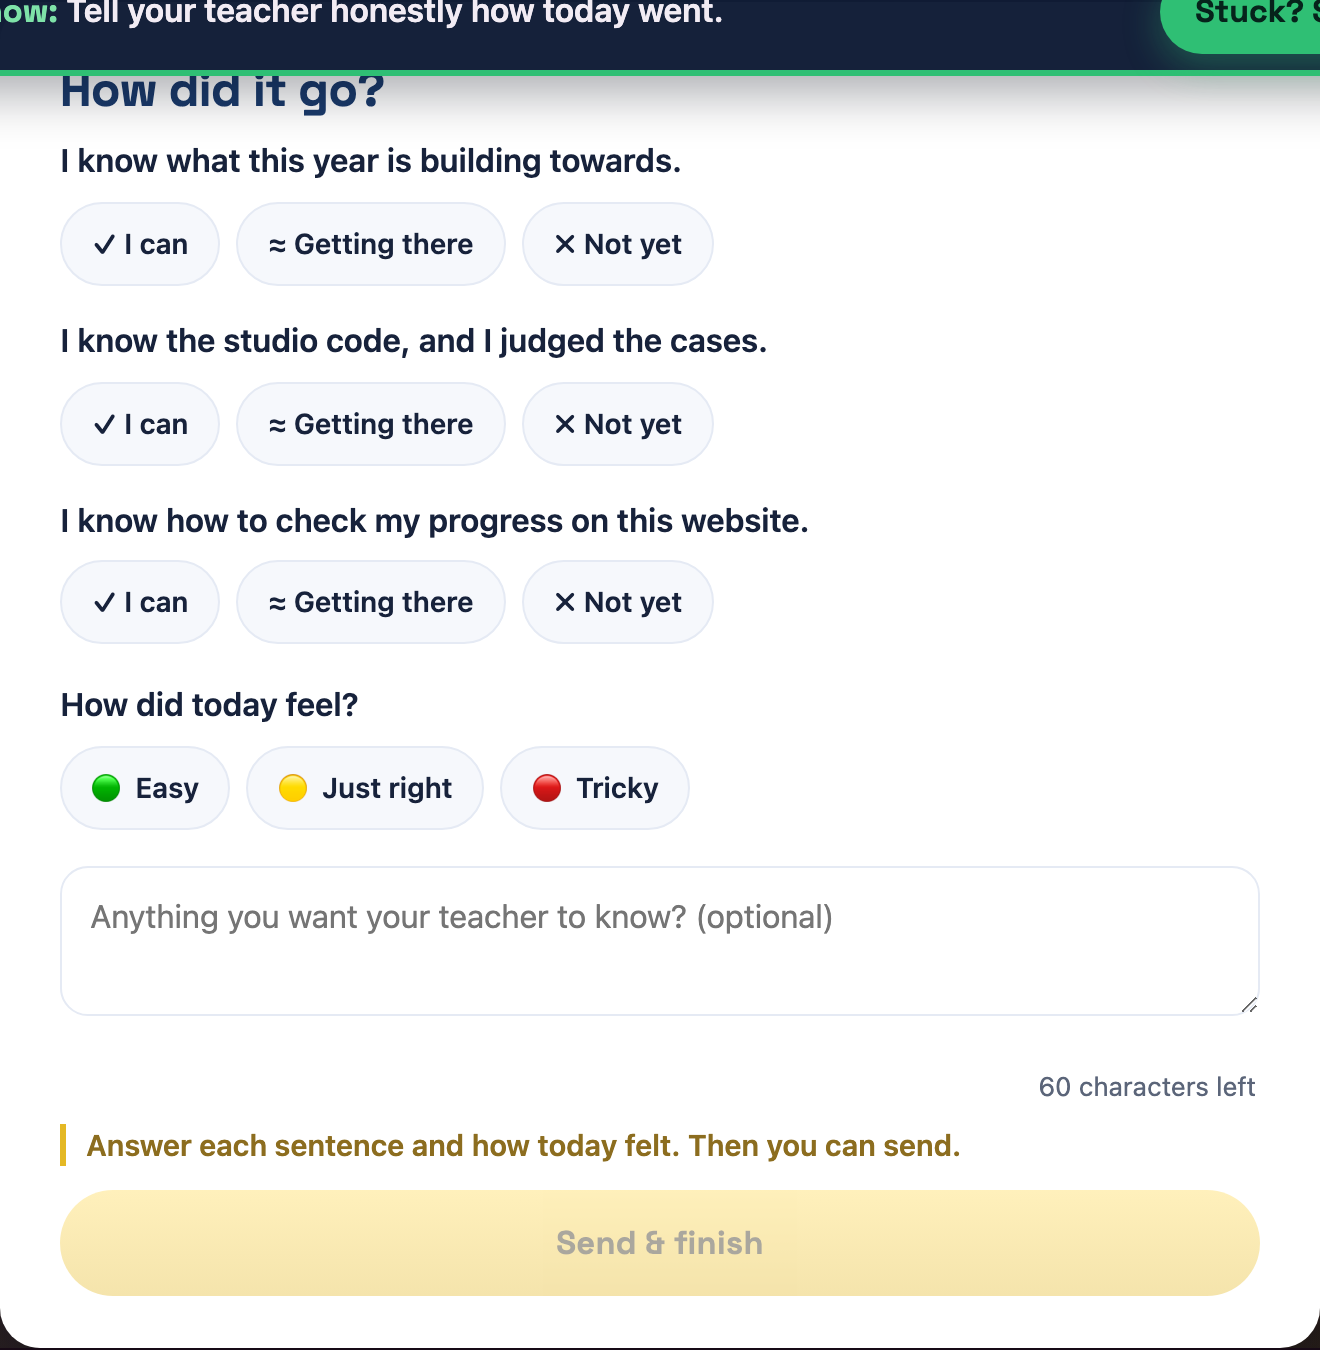 now: Tell your teacher honestly how today went.
Stuck?
How did it go?
I know what this year is building towards.
✓ I can
≈ Getting there
✕ Not yet
I know the studio code, and I judged the cases.
✓ I can
≈ Getting there
✕ Not yet
I know how to check my progress on this website.
✓ I can
≈ Getting there
✕ Not yet
How did today feel?
Easy
Just right
Tricky
Anything you want your teacher to know? (optional)
60 characters left
Answer each sentence and how today felt. Then you can send.
Send & finish